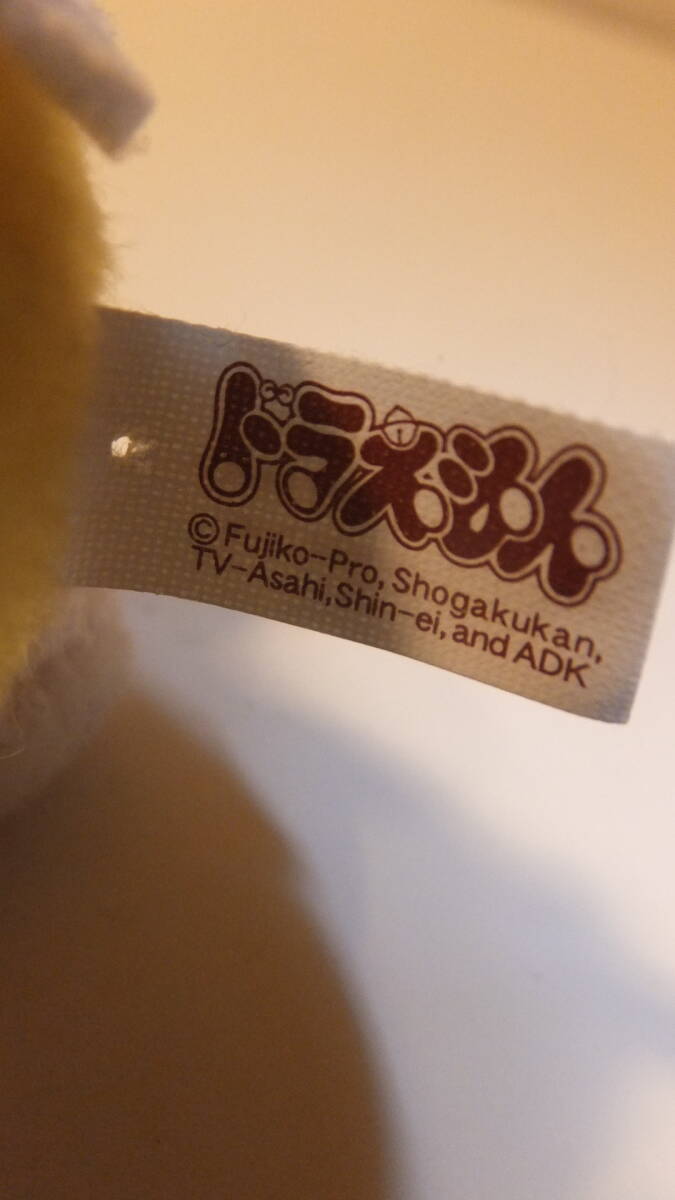 ドラえもん
©Fujiko-Pro, Shogakukan,
TV-Asahi, Shin-ei, and ADK